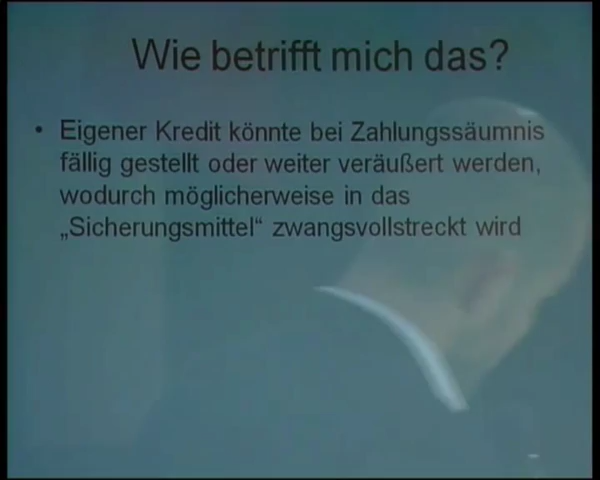 Wie betrifft mich das?
• Eigener Kredit könnte bei Zahlungssäumnis
fällig gestellt oder weiter veräußert werden,
wodurch möglicherweise in das
„Sicherungsmittel“ zwangsvollstreckt wird